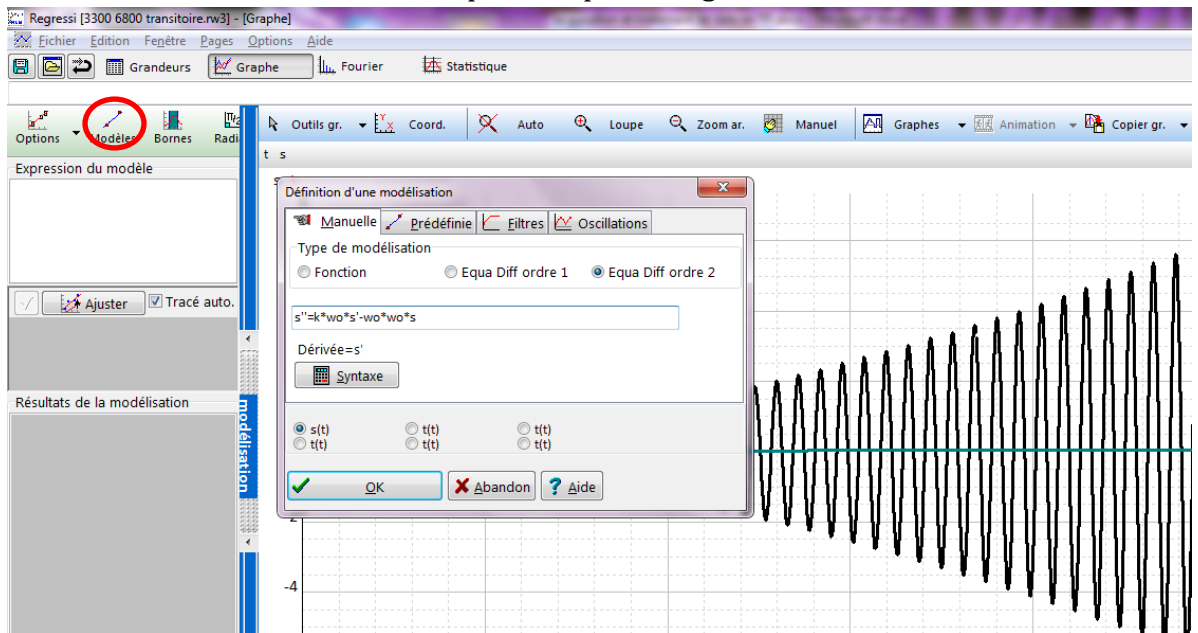 Regressi [3300 6800 transitoire.rw3] - [Graphe]
Fichier Edition Fenêtre Pages Options Aide
Grandeurs Graphe Fourier Statistique
Options Modèles Bornes
Outils gr. Y X Coord. Auto Loupe Zoom ar. Manuel Graphes Animation Copier gr.
t s
Expression du modèle
Ajuster Tracé auto.
Résultats de la modélisation
modélisation
Définition d'une modélisation
Manuelle Prédéfinie Filtres Oscillations
Type de modélisation
Fonction Equa Diff ordre 1 Equa Diff ordre 2
s''=k*wo*s'-wo*wo*s
Dérivée=s'
Syntaxe
s(t) t(t) t(t)
t(t) t(t) t(t)
OK Abandon Aide
-4